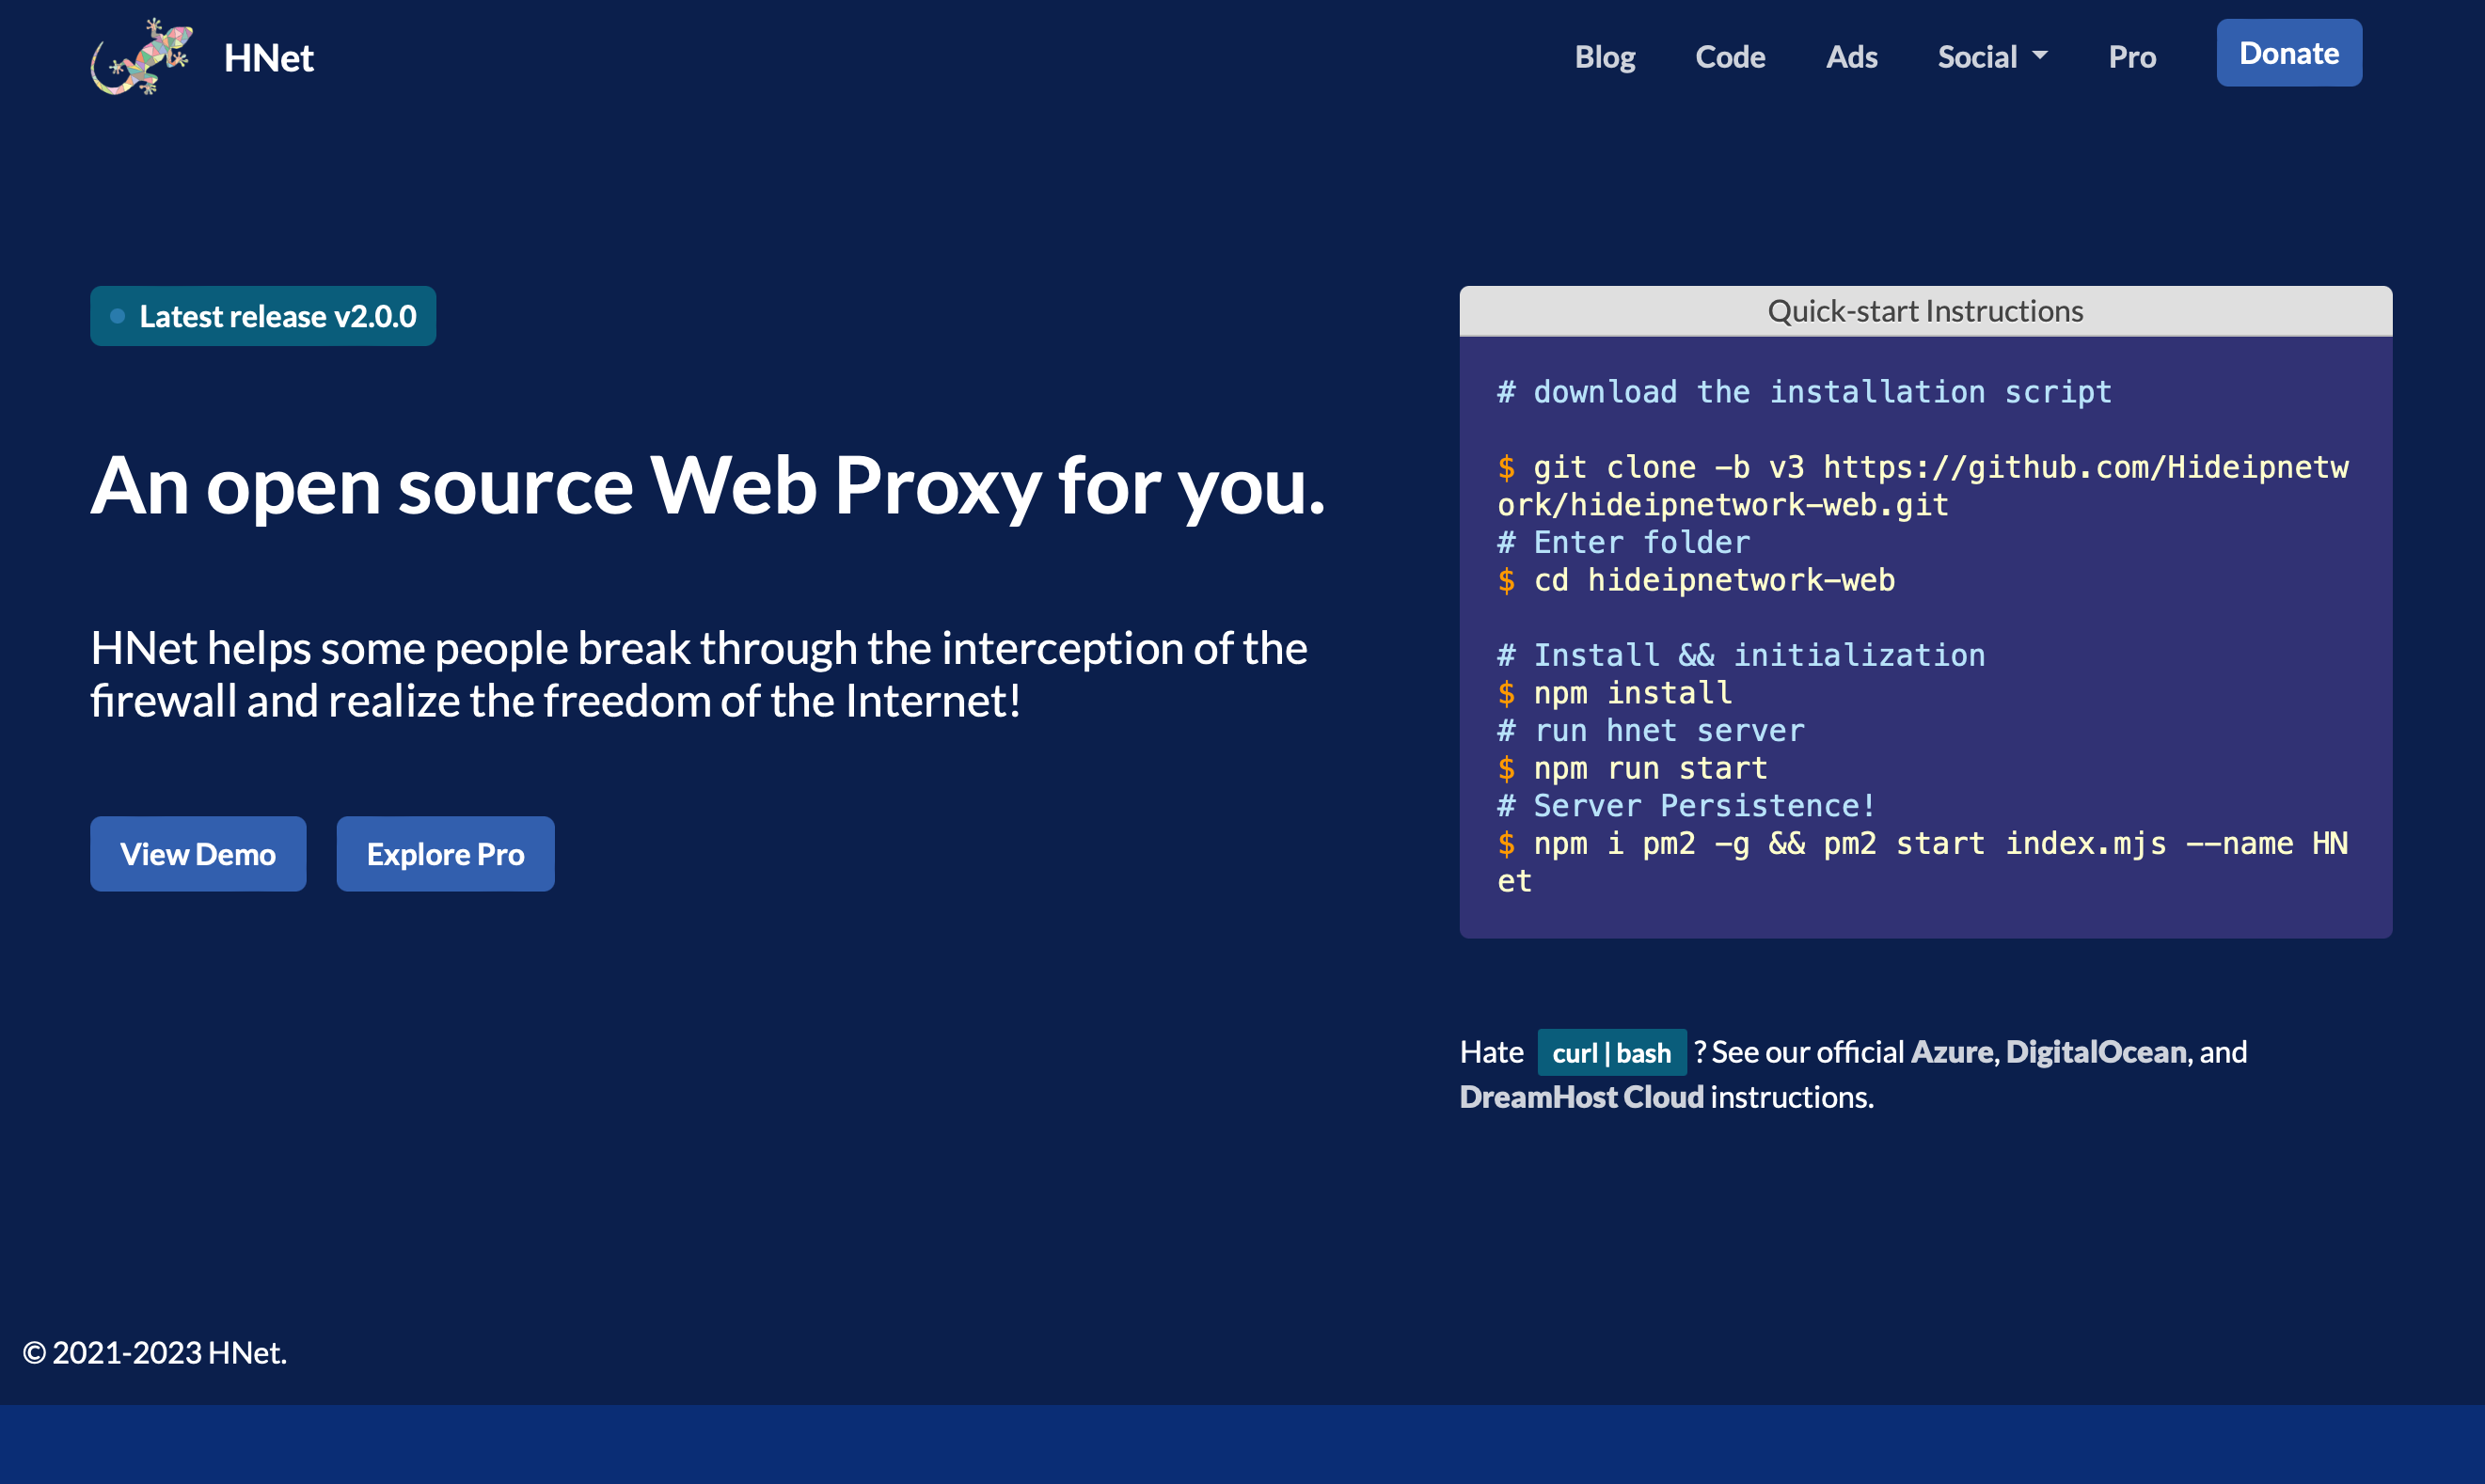 HNet
Blog
Code
Ads
Social
Pro
Donate
Latest release v2.0.0
An open source Web Proxy for you.
HNet helps some people break through the interception of the
firewall and realize the freedom of the Internet!
View Demo
Explore Pro
Quick-start Instructions
# download the installation script
$ git clone -b v3 https://github.com/Hideipnetw
ork/hideipnetwork-web.git
# Enter folder
$ cd hideipnetwork-web
# Install && initialization
$ npm install
# run hnet server
$ npm run start
# Server Persistence!
$ npm i pm2 -g && pm2 start index.mjs --name HN
et
Hate curl | bash ? See our official Azure, DigitalOcean, and
DreamHost Cloud instructions.
© 2021-2023 HNet.